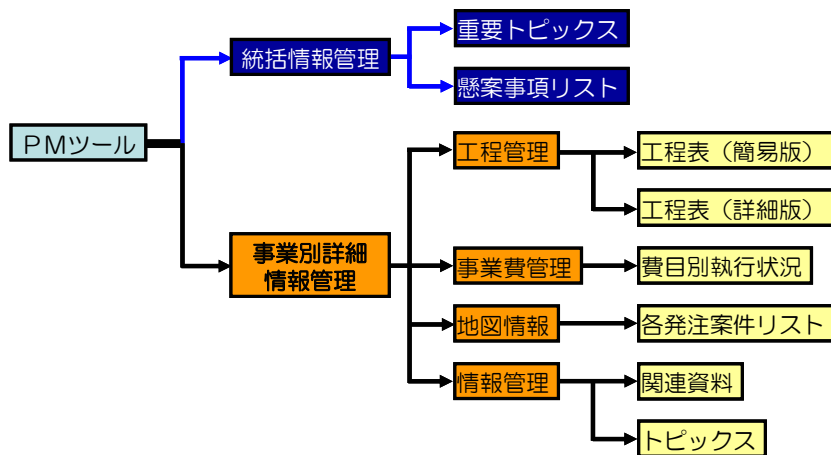 重要トピックス
統括情報管理
懸案事項リスト
PMツール
工程管理
工程表（簡易版）
工程表（詳細版）
事業別詳細
情報管理
事業費管理
費目別執行状況
地図情報
各発注案件リスト
情報管理
関連資料
トピックス